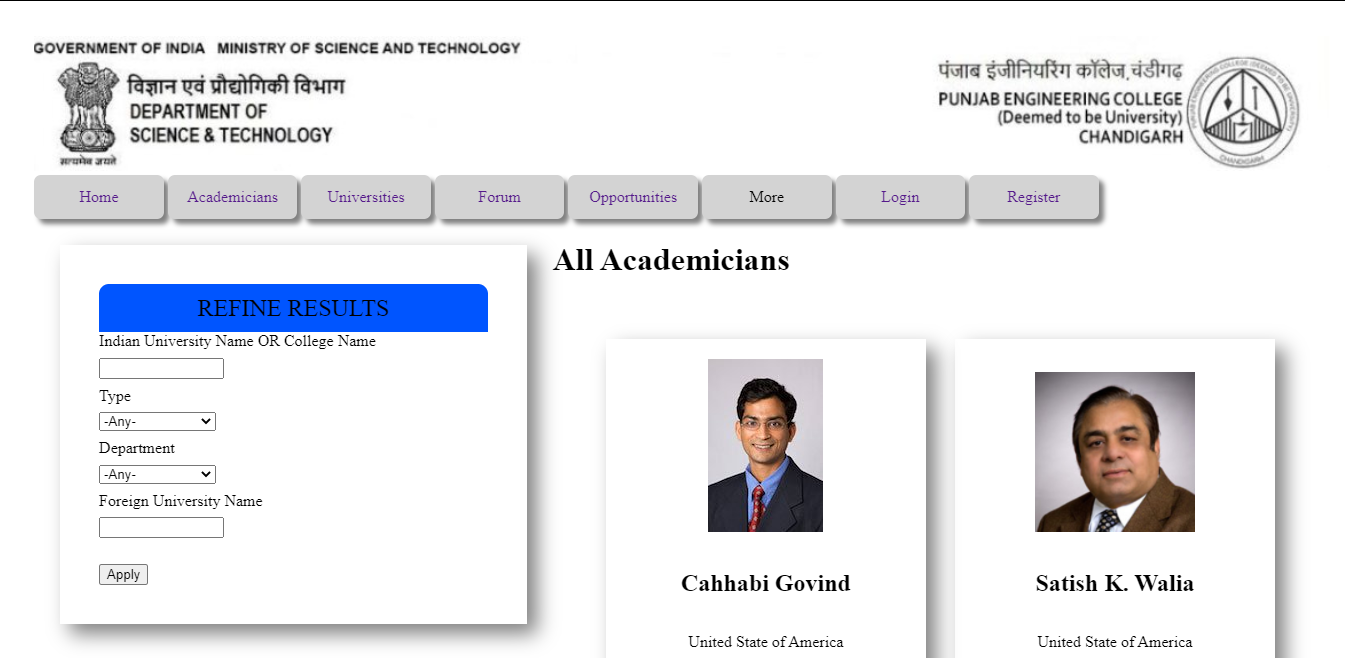 GOVERNMENT OF INDIA MINISTRY OF SCIENCE AND TECHNOLOGY
विज्ञान एवं प्रौद्योगिकी विभाग
DEPARTMENT OF
SCIENCE & TECHNOLOGY
सत्यमेव जयते
पंजाब इंजीनियरिंग कॉलेज, चंडीगढ़
PUNJAB ENGINEERING COLLEGE
(Deemed to be University)
CHANDIGARH
Home Academicians Universities Forum Opportunities More Login Register
All Academicians
REFINE RESULTS
Indian University Name OR College Name
Type
-Any-
Department
-Any-
Foreign University Name
Apply
Cahhabi Govind
United State of America
Satish K. Walia
United State of America